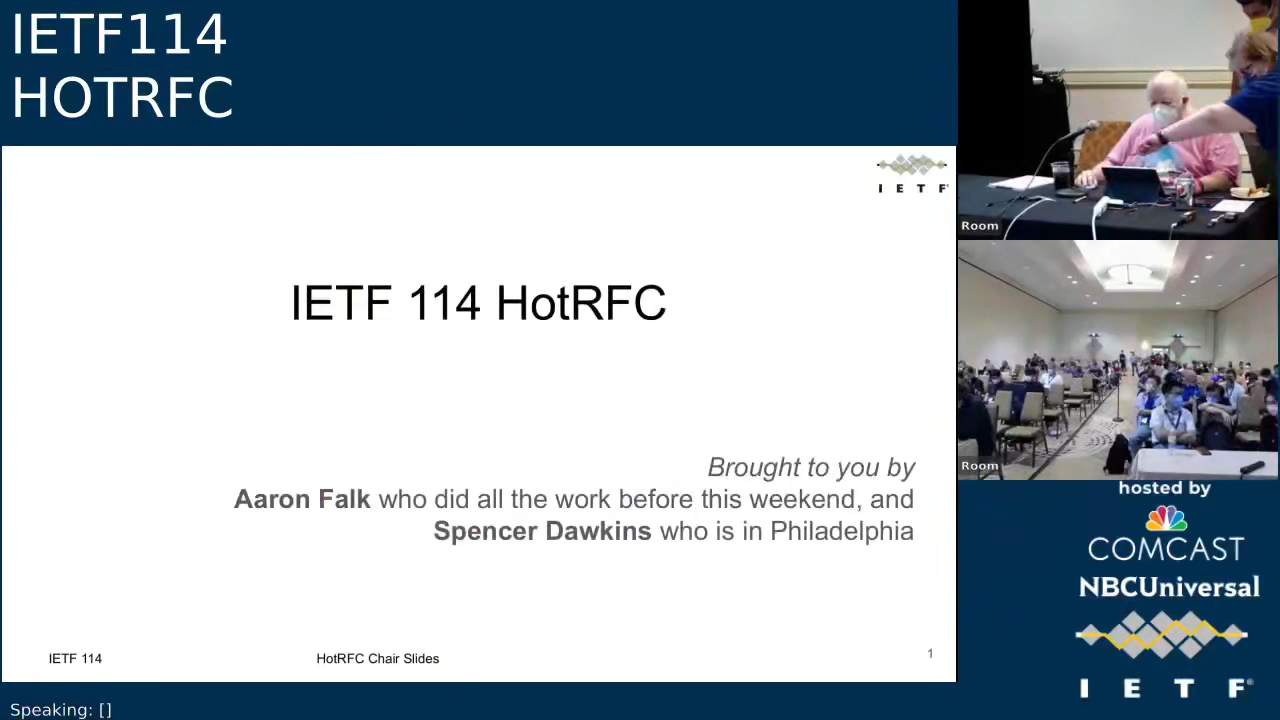 IETF114
HOTRFC
I E T F
IETF 114 HotRFC
Brought to you by
Aaron Falk who did all the work before this weekend, and
Spencer Dawkins who is in Philadelphia
IETF 114
HotRFC Chair Slides
1
Room
Room
hosted by
COMCAST
NBCUniversal
I E T F®
Speaking: []